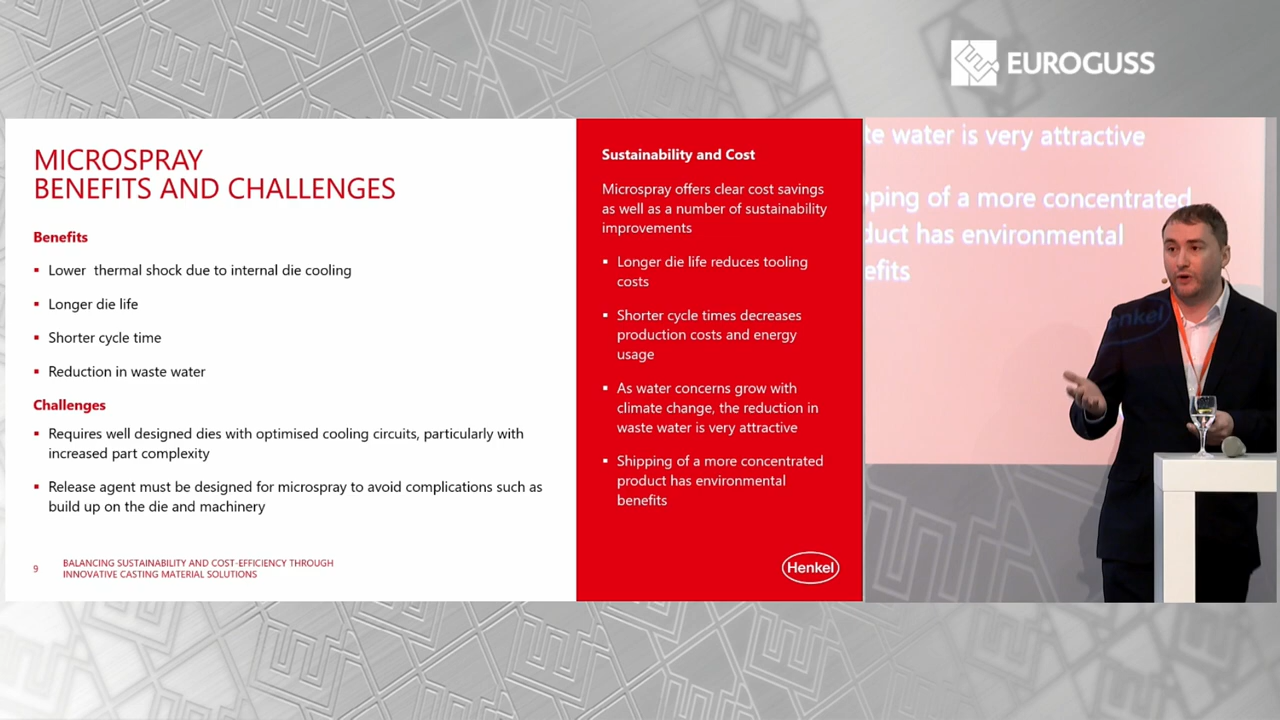 EUROGUSS
MICROSPRAY
BENEFITS AND CHALLENGES
Benefits
▪ Lower thermal shock due to internal die cooling
▪ Longer die life
▪ Shorter cycle time
▪ Reduction in waste water
Challenges
▪ Requires well designed dies with optimised cooling circuits, particularly with
increased part complexity
▪ Release agent must be designed for microspray to avoid complications such as
build up on the die and machinery
9
BALANCING SUSTAINABILITY AND COST-EFFICIENCY THROUGH
INNOVATIVE CASTING MATERIAL SOLUTIONS
Sustainability and Cost
Microspray offers clear cost savings
as well as a number of sustainability
improvements
▪ Longer die life reduces tooling
costs
▪ Shorter cycle times decreases
production costs and energy
usage
▪ As water concerns grow with
climate change, the reduction in
waste water is very attractive
▪ Shipping of a more concentrated
product has environmental
benefits
Henkel
te water is very attractive
pping of a more concentrated
duct has environmental
efits
enkel